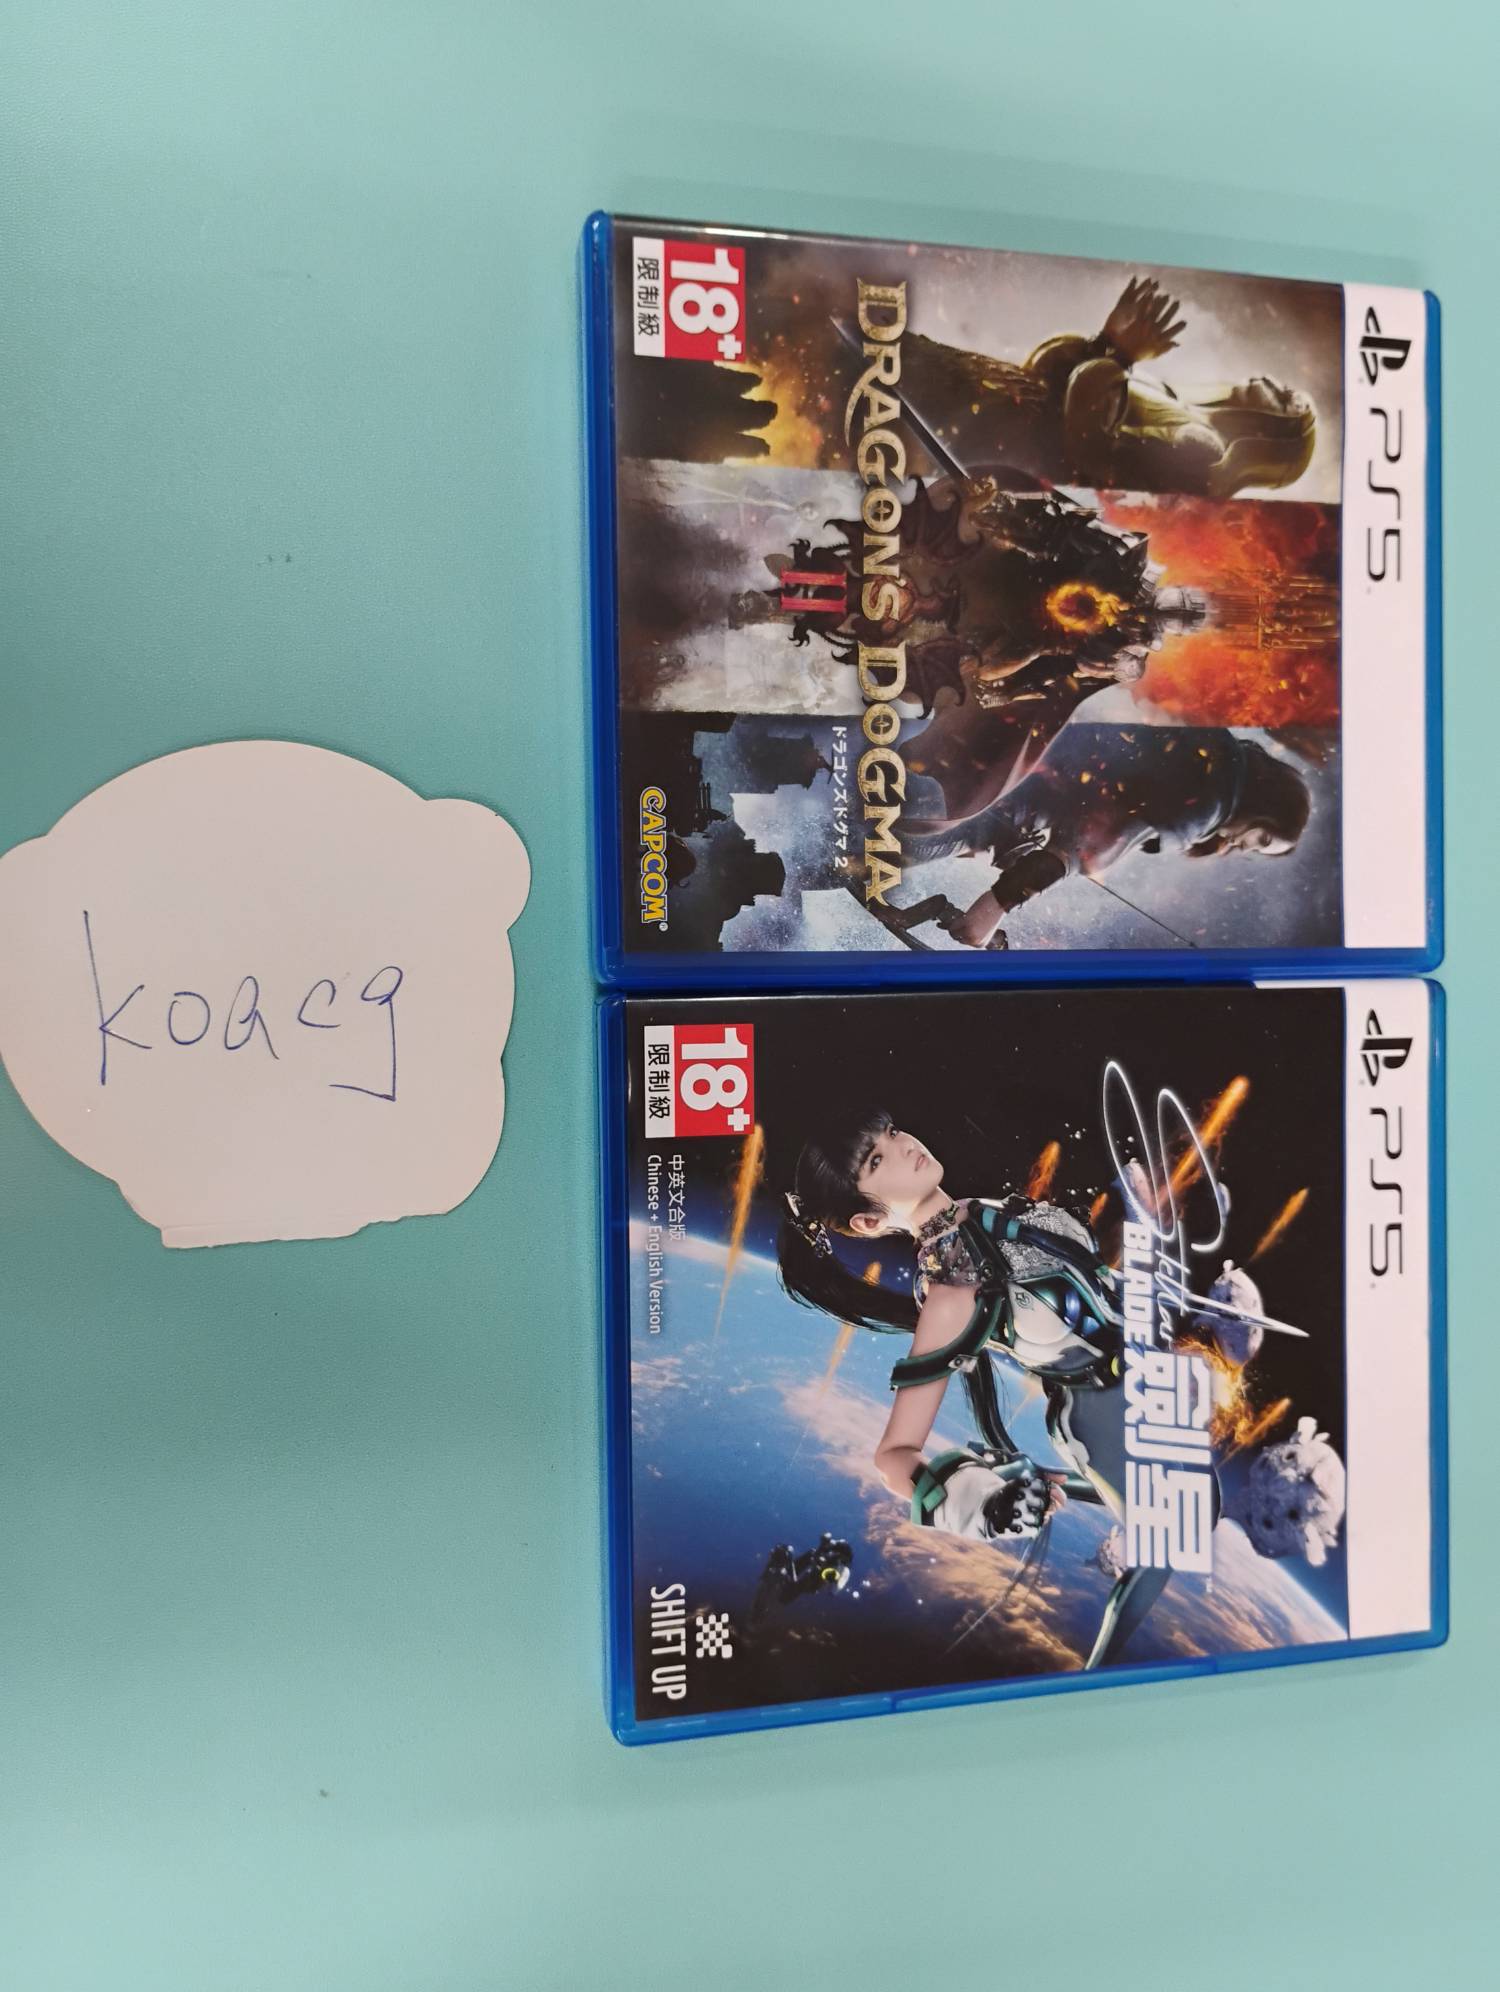 koacg
PS5
DRAGON'S DOGMA
II
ドラゴンズドグマ 2
18+
限制級
CAPCOM
PS5
Stellar
BLADE 劍星
18+
限制級
中英文合版
Chinese + English Version
SHIFT UP